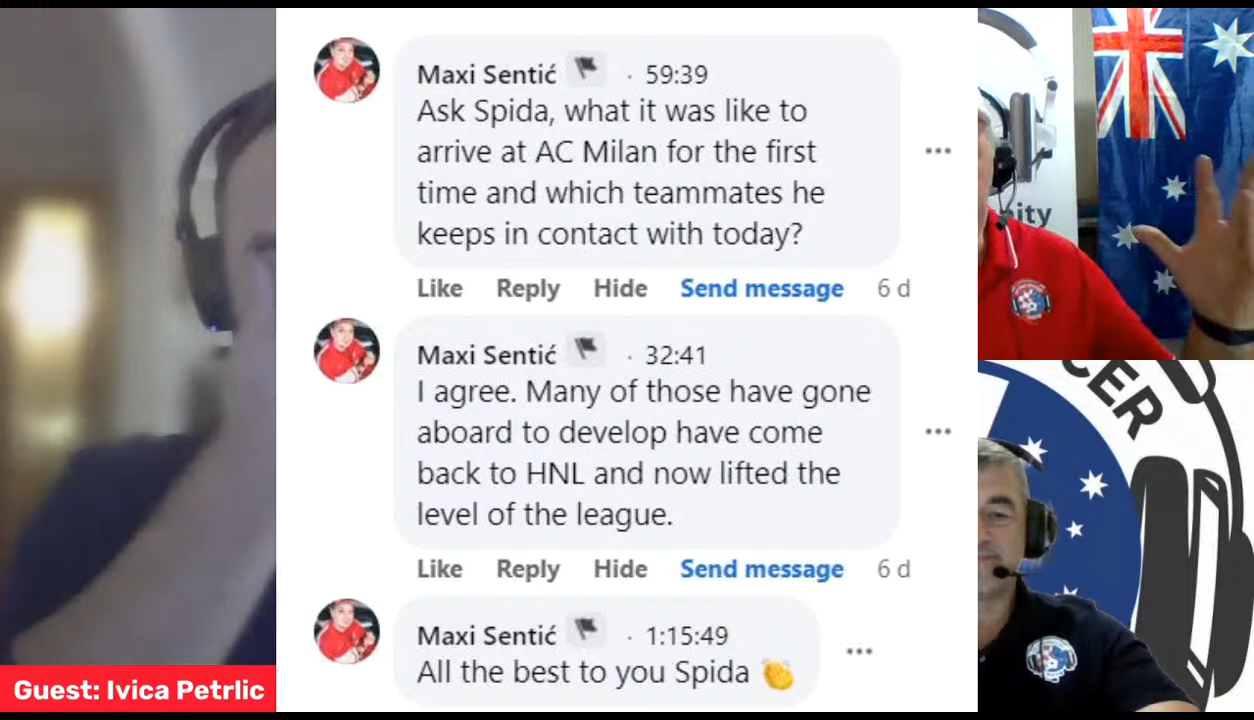 Maxi Sentić · 59:39
Ask Spida, what it was like to
arrive at AC Milan for the first
time and which teammates he
keeps in contact with today?
Like Reply Hide Send message 6 d
Maxi Sentić · 32:41
I agree. Many of those have gone
aboard to develop have come
back to HNL and now lifted the
level of the league.
Like Reply Hide Send message 6 d
Maxi Sentić · 1:15:49
All the best to you Spida 👏
Guest: Ivica Petrlic
nity
CER